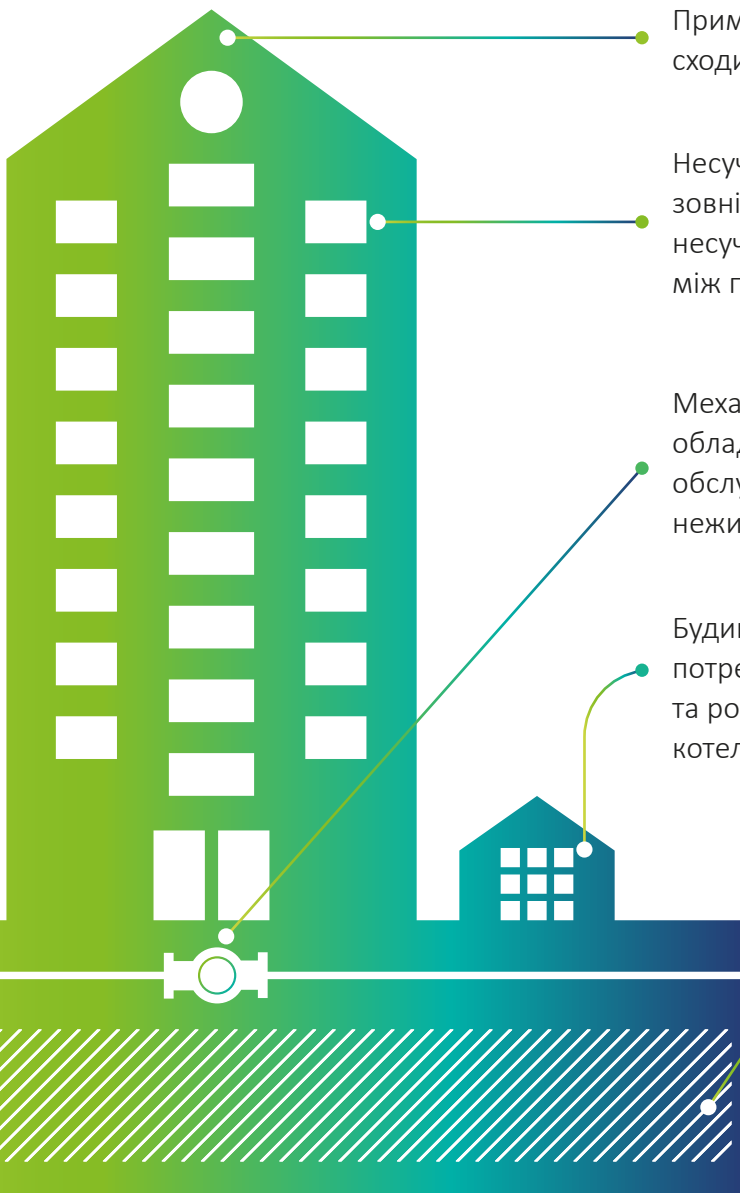 Прим
сходи
Несуч
зовні
несуч
між п
Меха
облад
обслу
нежи
Буди
потре
та ро
котел